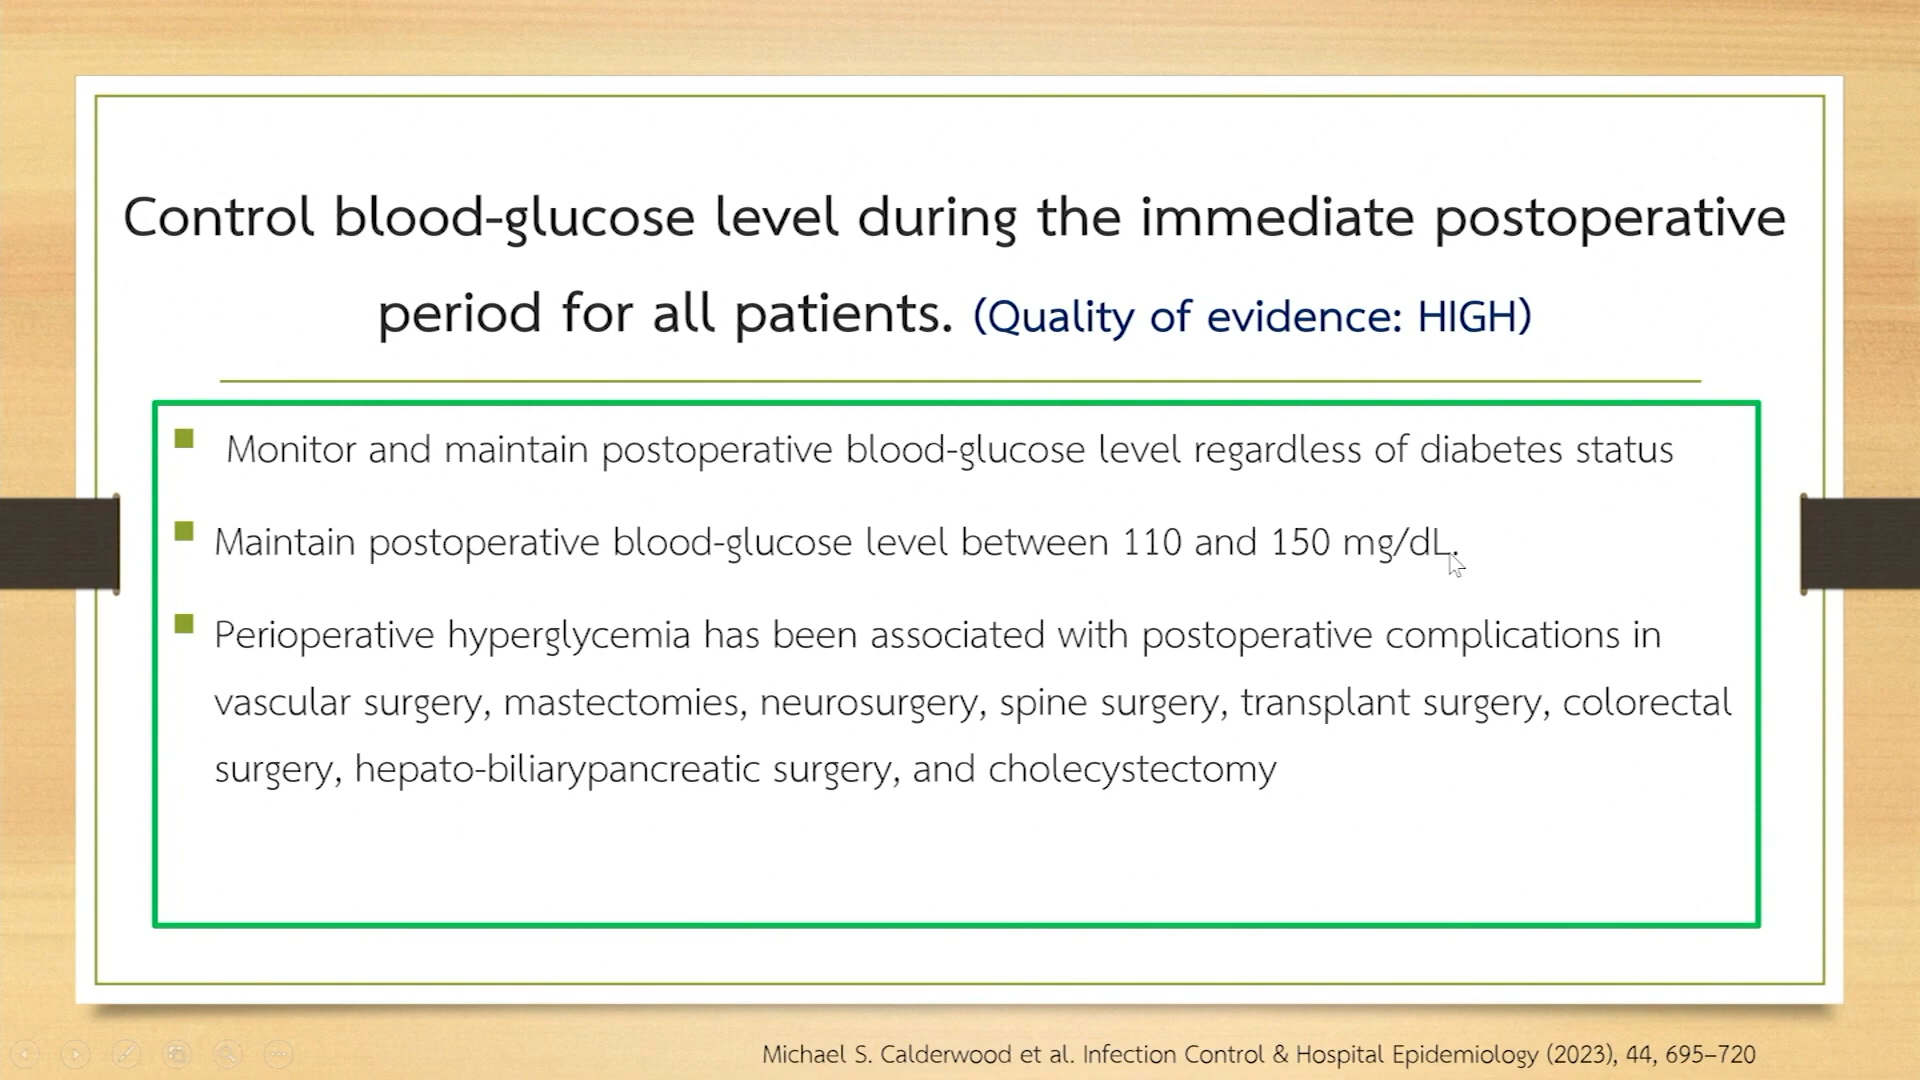 Control blood-glucose level during the immediate postoperative
period for all patients. (Quality of evidence: HIGH)
Monitor and maintain postoperative blood-glucose level regardless of diabetes status
Maintain postoperative blood-glucose level between 110 and 150 mg/dL.
Perioperative hyperglycemia has been associated with postoperative complications in
vascular surgery, mastectomies, neurosurgery, spine surgery, transplant surgery, colorectal
surgery, hepato-biliarypancreatic surgery, and cholecystectomy
Michael S. Calderwood et al. Infection Control & Hospital Epidemiology (2023), 44, 695–720